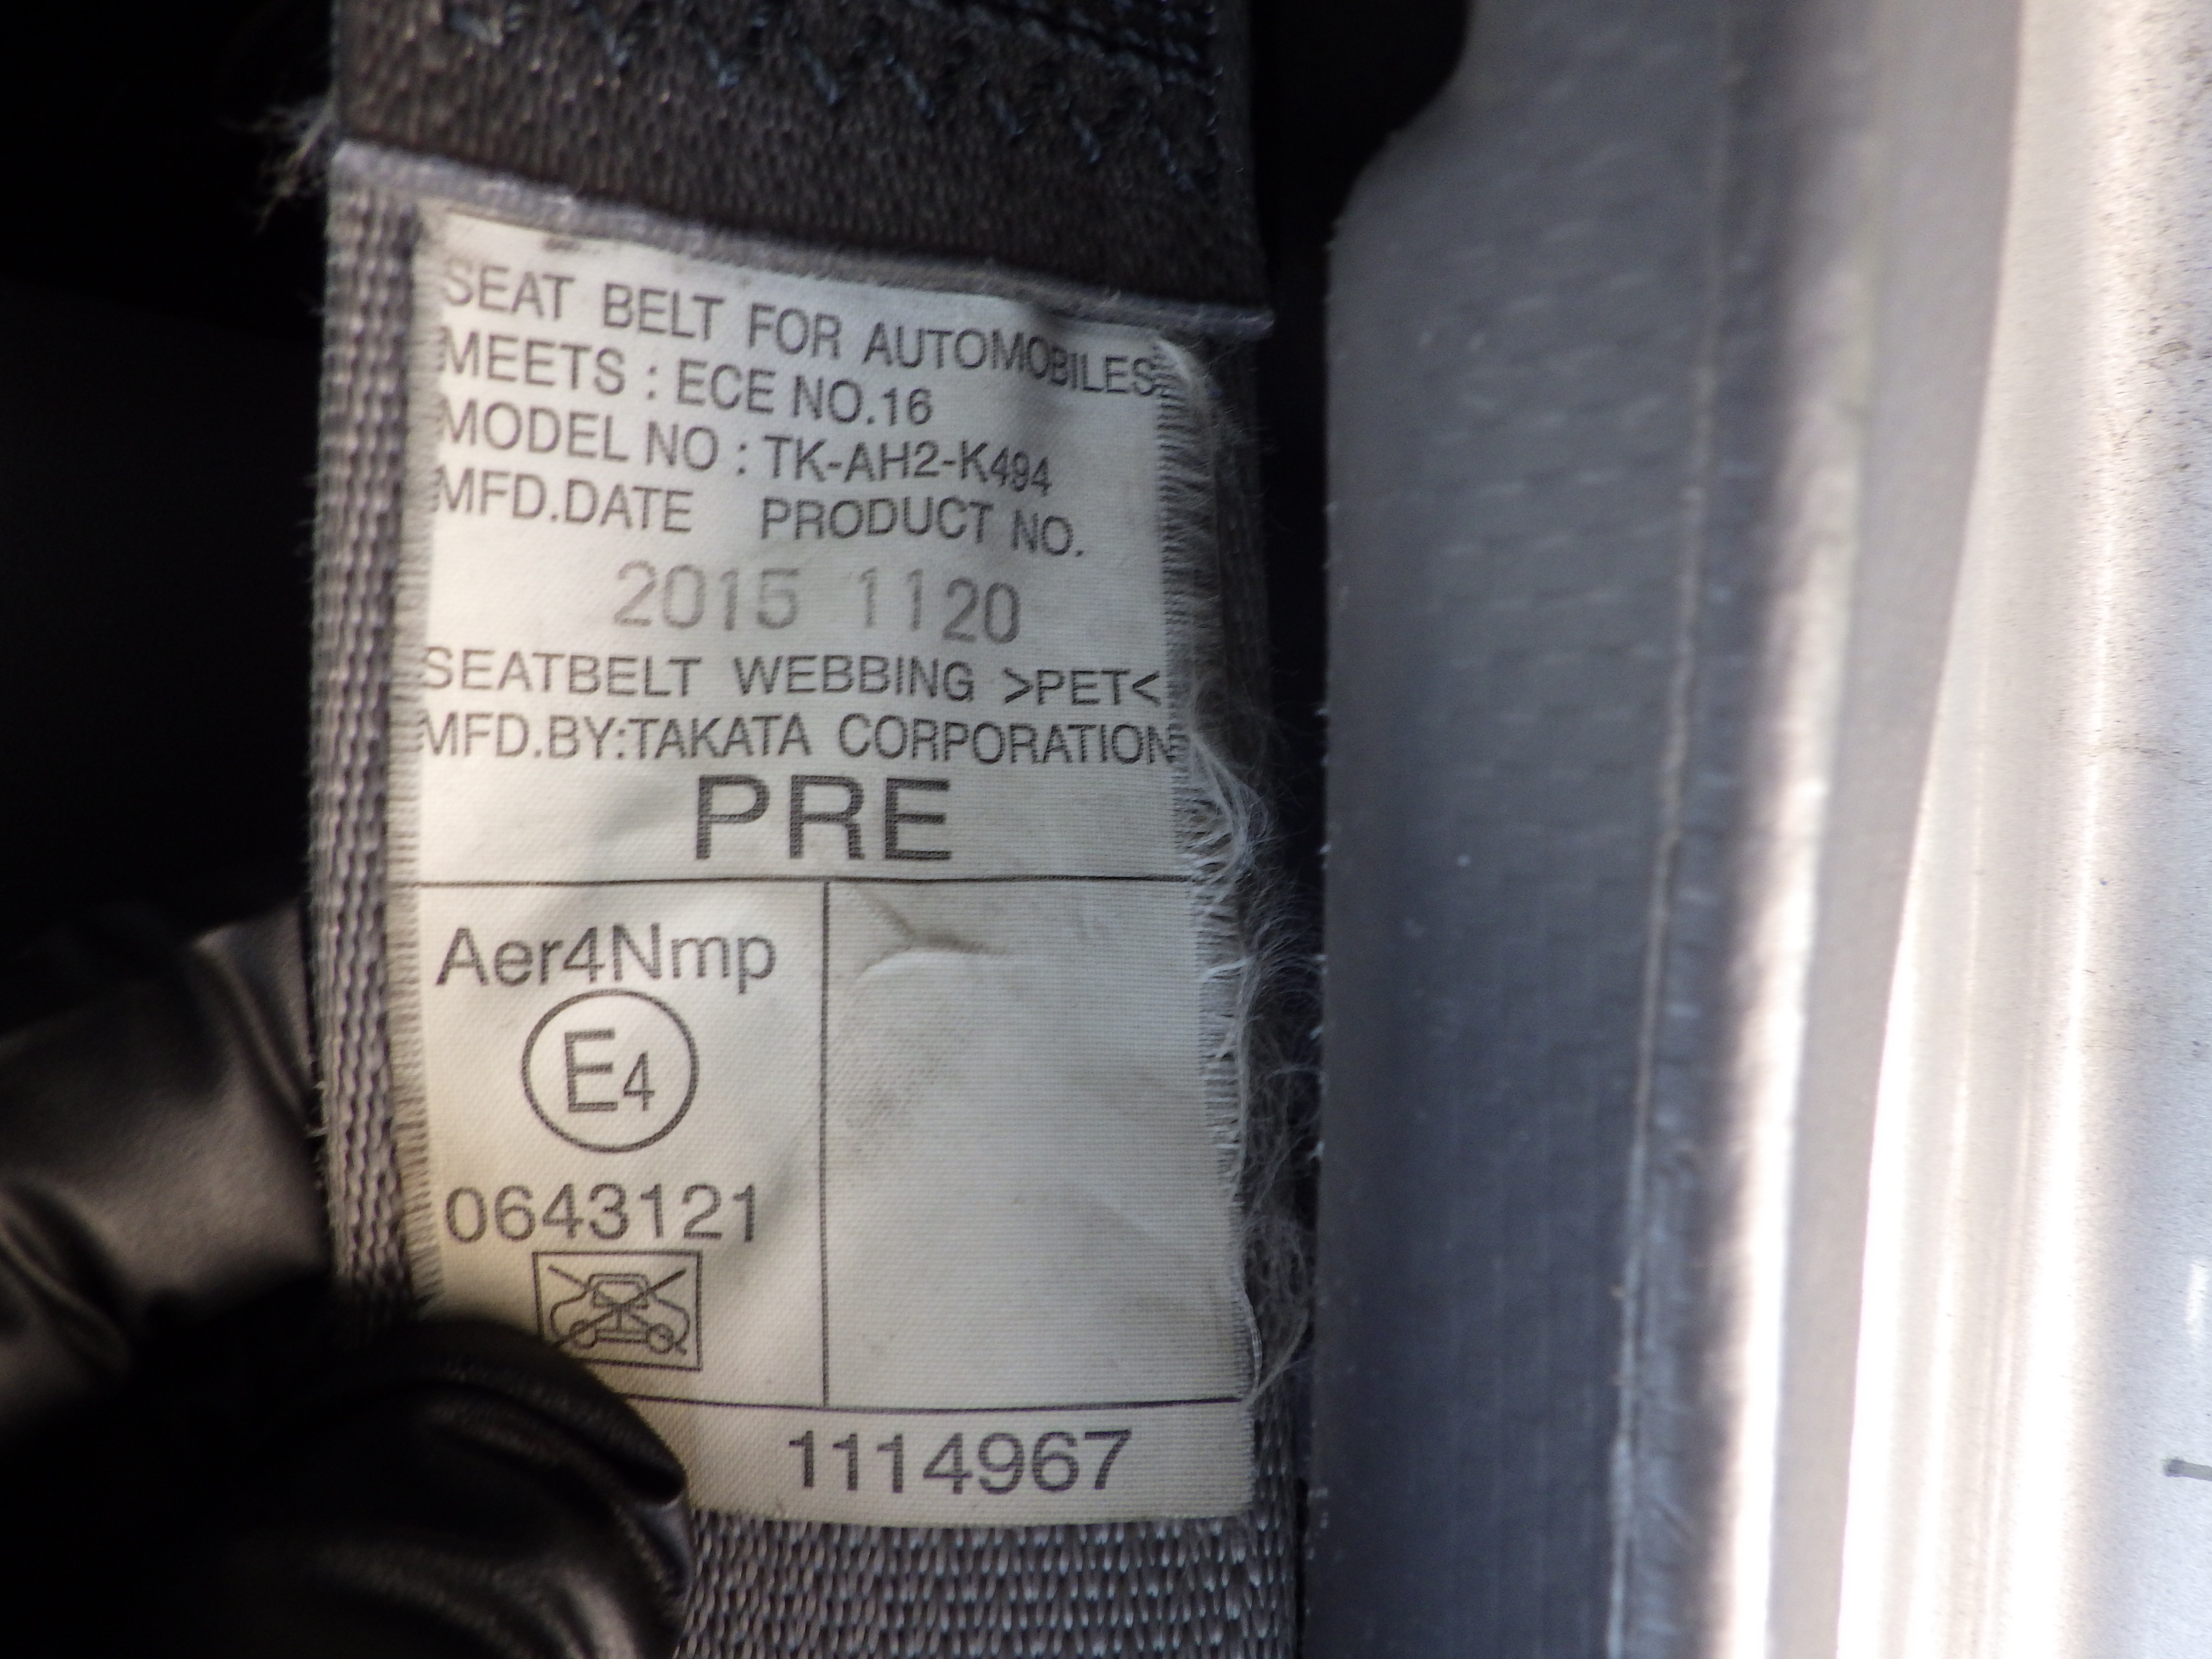 SEAT BELT FOR AUTOMOBILES
MEETS : ECE NO.16
MODEL NO : TK-AH2-K494
MFD.DATE PRODUCT NO.
2015 1120
SEATBELT WEBBING >PET<
MFD.BY:TAKATA CORPORATION
PRE
Aer4Nmp
E4
0643121
1114967